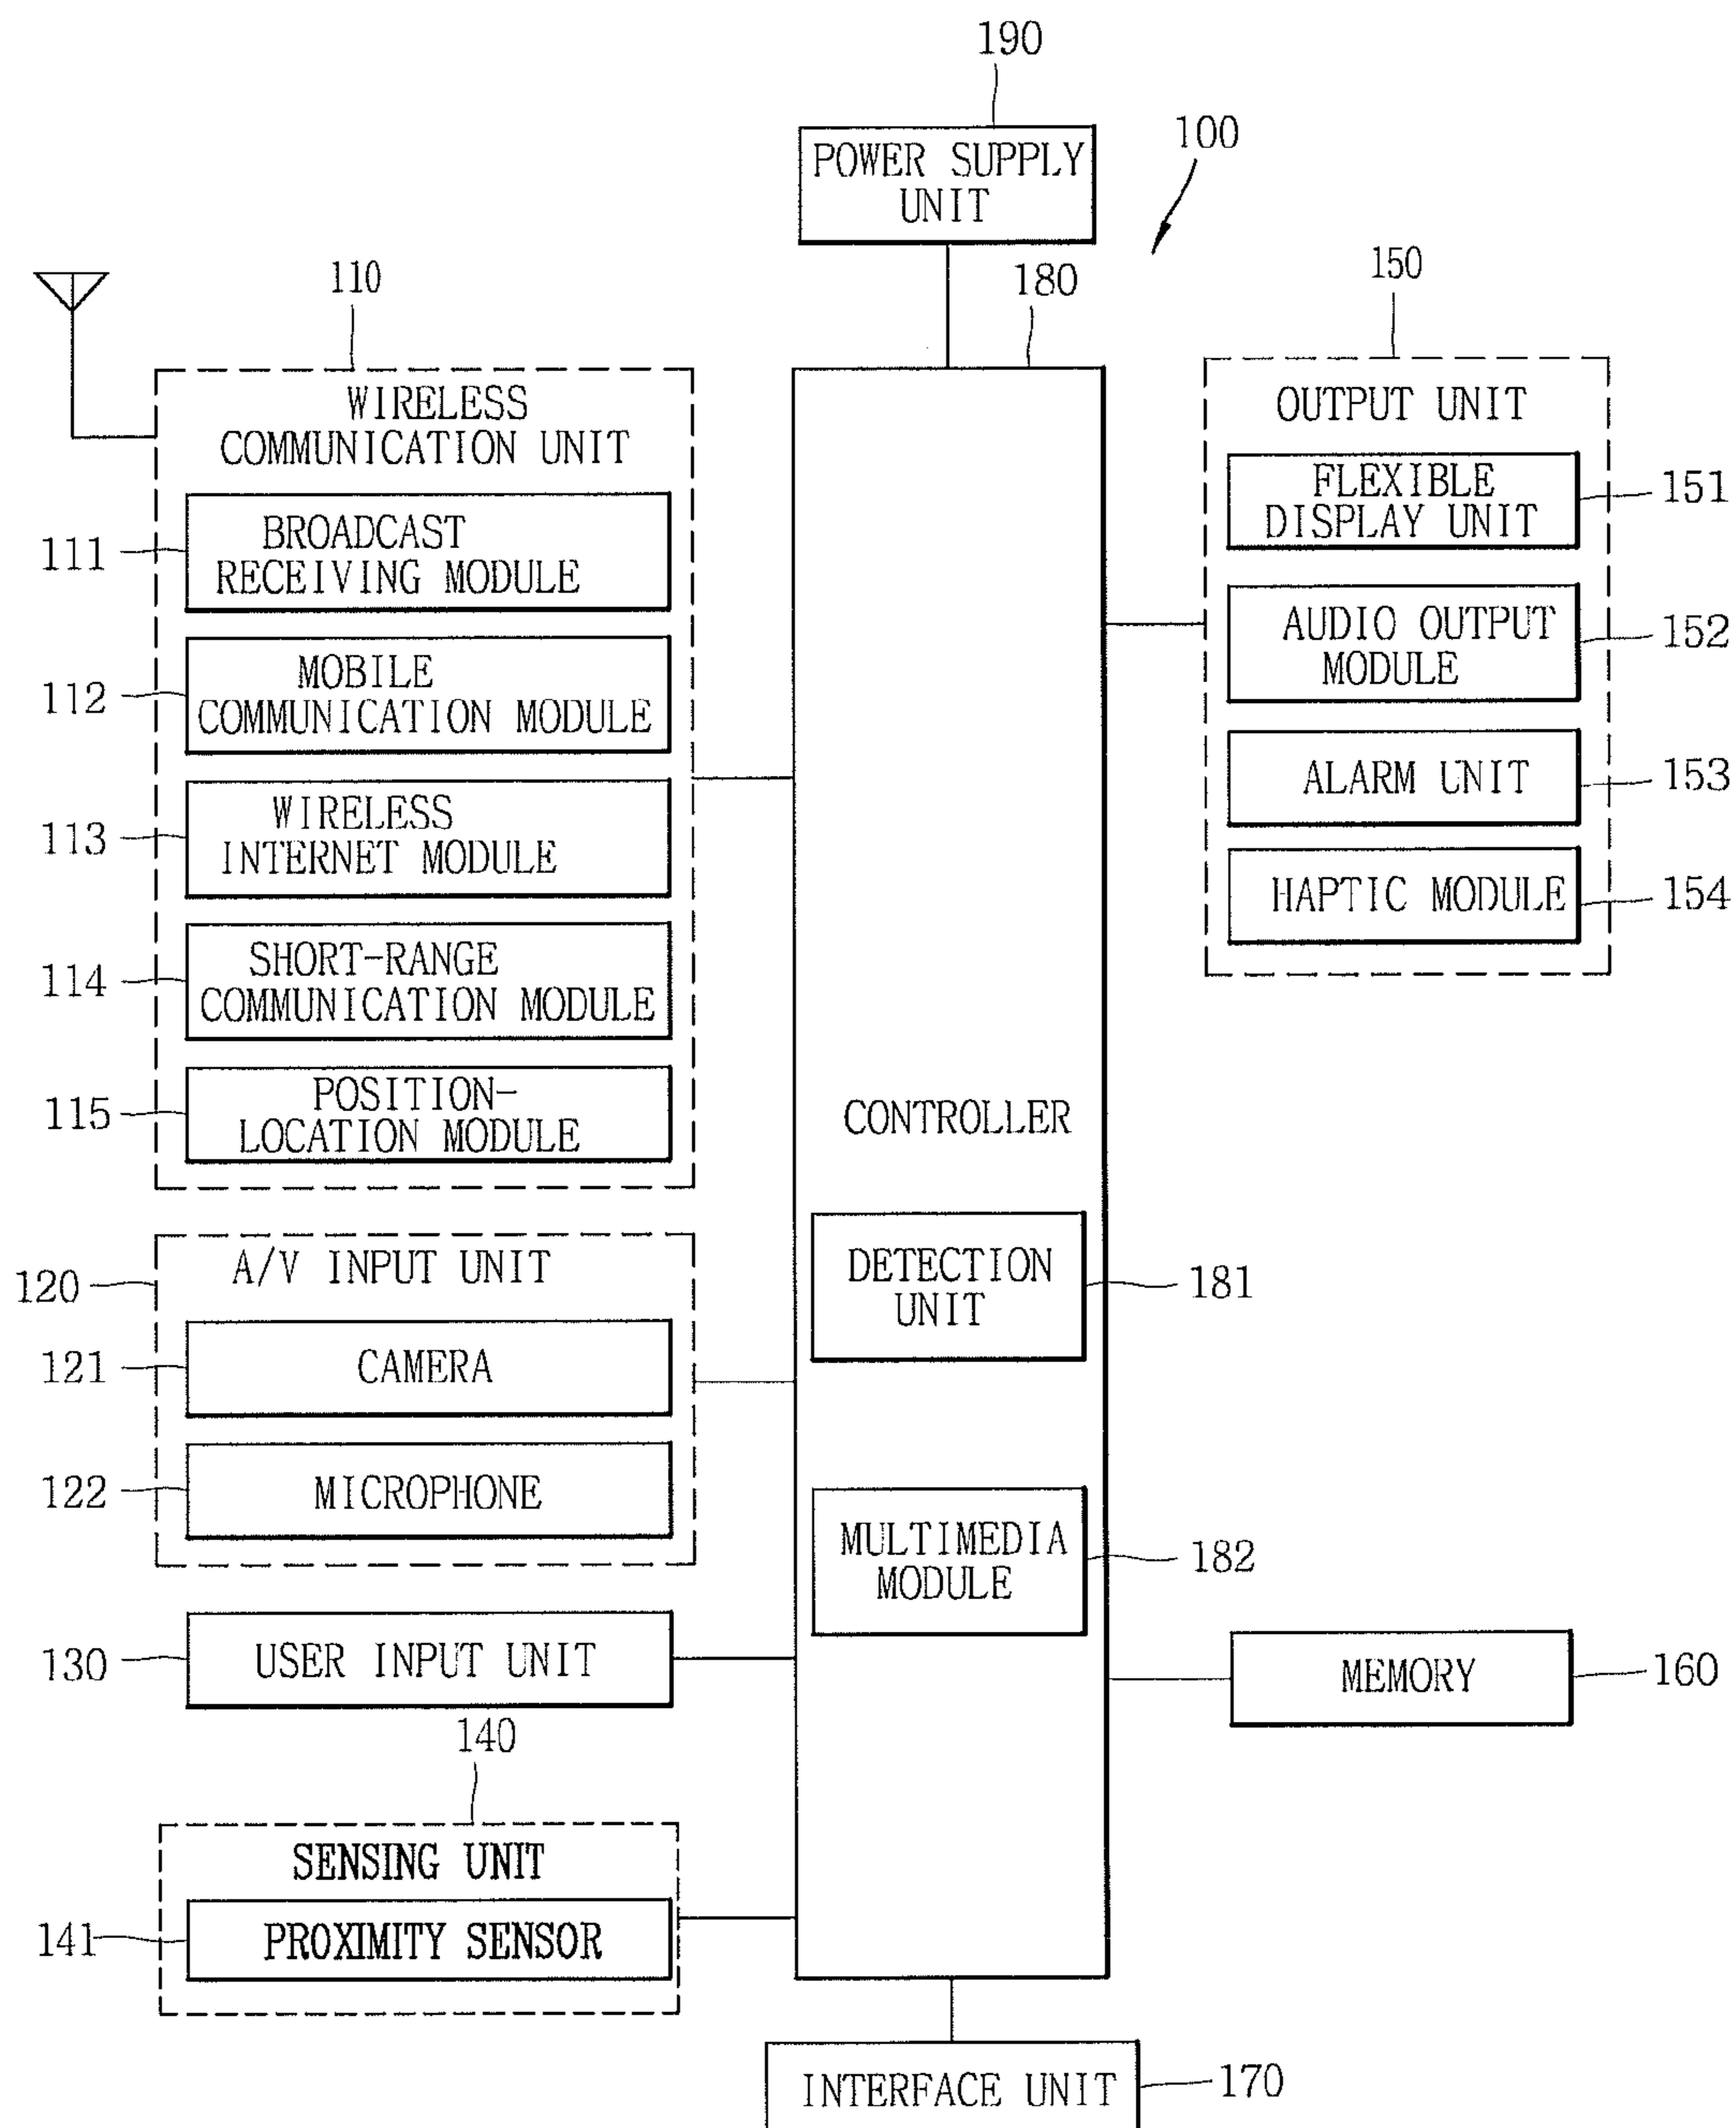 190
POWER SUPPLY
UNIT
100
180
110
WIRELESS
COMMUNICATION UNIT
111
BROADCAST
RECEIVING MODULE
112
MOBILE
COMMUNICATION MODULE
113
WIRELESS
INTERNET MODULE
114
SHORT-RANGE
COMMUNICATION MODULE
115
POSITION-
LOCATION MODULE
120
A/V INPUT UNIT
121
CAMERA
122
MICROPHONE
130
USER INPUT UNIT
140
SENSING UNIT
141
PROXIMITY SENSOR
CONTROLLER
DETECTION
UNIT
181
MULTIMEDIA
MODULE
182
150
OUTPUT UNIT
FLEXIBLE
DISPLAY UNIT
151
AUDIO OUTPUT
MODULE
152
ALARM UNIT
153
HAPTIC MODULE
154
MEMORY
160
INTERFACE UNIT
170